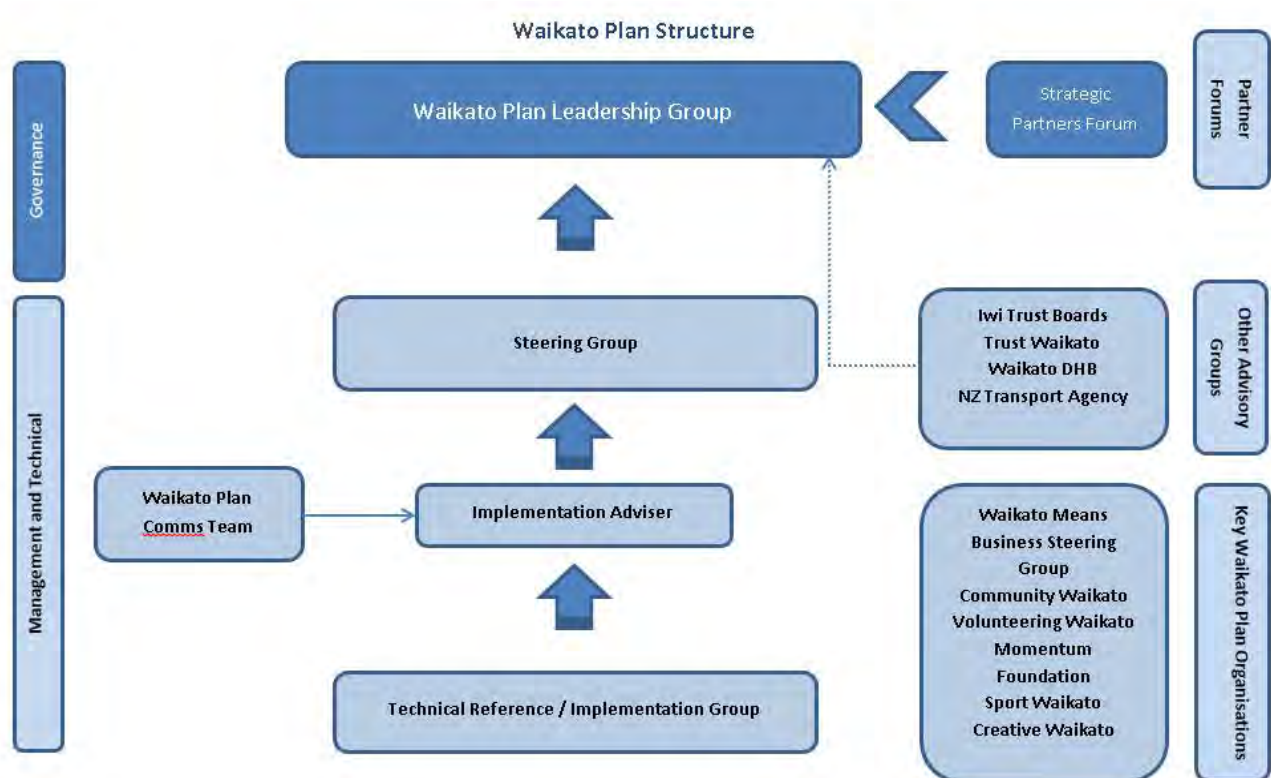 Waikato Plan Structure
Governance
Waikato Plan Leadership Group
Strategic
Partners Forum
Partner
Forums
Management and Technical
Steering Group
Iwi Trust Boards
Trust Waikato
Waikato DHB
NZ Transport Agency
Other Advisory
Groups
Waikato Plan
Comms Team
Implementation Adviser
Technical Reference / Implementation Group
Waikato Means
Business Steering
Group
Community Waikato
Volunteering Waikato
Momentum
Foundation
Sport Waikato
Creative Waikato
Key Waikato Plan Organisations